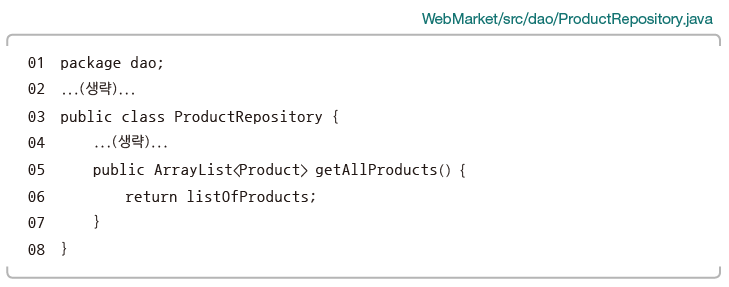 WebMarket/src/dao/ProductRepository.java
01 package dao;
02 ...(생략)...
03 public class ProductRepository {
04 ...(생략)...
05 public ArrayList<Product> getAllProducts() {
06 return listOfProducts;
07 }
08 }